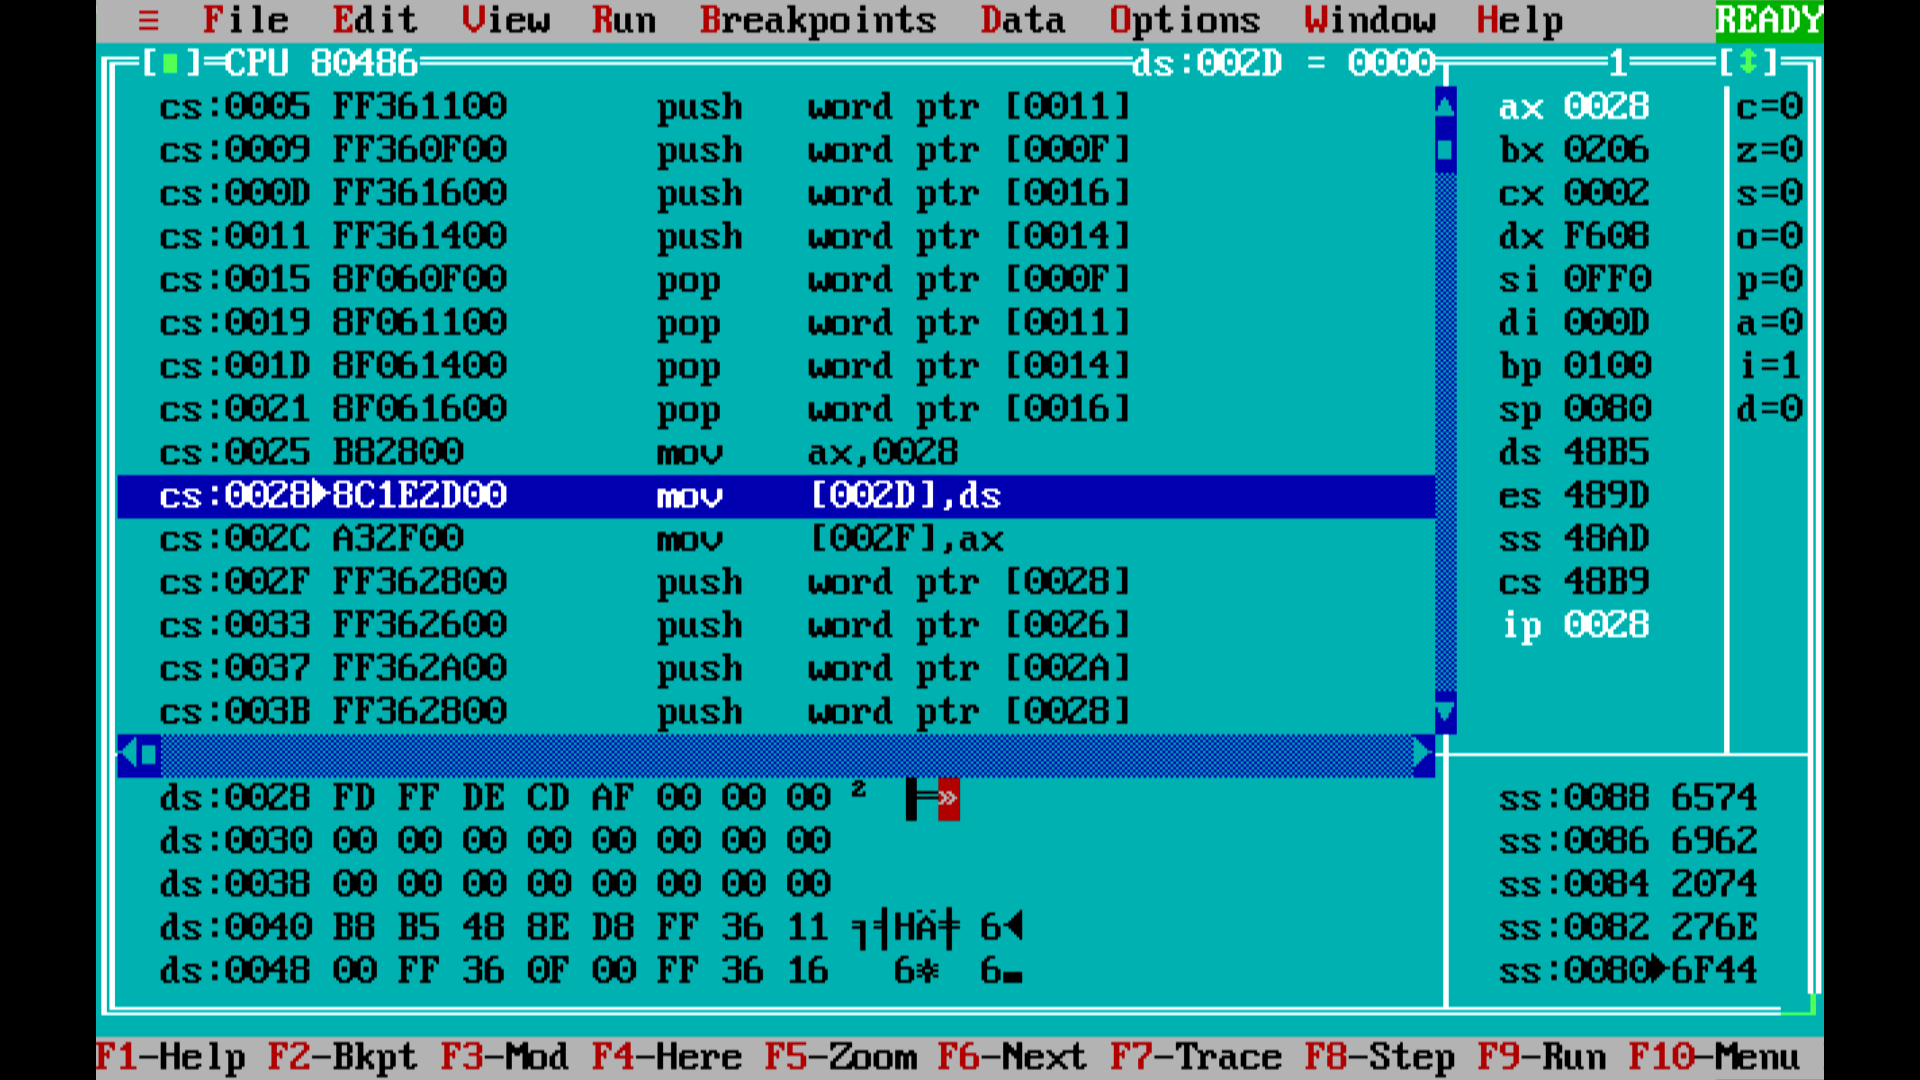 ≡ File Edit View Run Breakpoints Data Options Window Help READY
[■]=CPU 80486 ds:002D = 0000 1 [↕]
cs:0005 FF361100 push word ptr [0011] ax 0028 c=0
cs:0009 FF360F00 push word ptr [000F] bx 0206 z=0
cs:000D FF361600 push word ptr [0016] cx 0002 s=0
cs:0011 FF361400 push word ptr [0014] dx F608 o=0
cs:0015 8F060F00 pop word ptr [000F] si 0FF0 p=0
cs:0019 8F061100 pop word ptr [0011] di 000D a=0
cs:001D 8F061400 pop word ptr [0014] bp 0100 i=1
cs:0021 8F061600 pop word ptr [0016] sp 0080 d=0
cs:0025 B82800 mov ax,0028 ds 48B5
cs:0028►8C1E2D00 mov [002D],ds es 489D
cs:002C A32F00 mov [002F],ax ss 48AD
cs:002F FF362800 push word ptr [0028] cs 48B9
cs:0033 FF362600 push word ptr [0026] ip 0028
cs:0037 FF362A00 push word ptr [002A]
cs:003B FF362800 push word ptr [0028]
ds:0028 FD FF DE CD AF 00 00 00 ² ▐═» ss:0088 6574
ds:0030 00 00 00 00 00 00 00 00 ss:0086 6962
ds:0038 00 00 00 00 00 00 00 00 ss:0084 2074
ds:0040 B8 B5 48 8E D8 FF 36 11 ╕╡HÄ╪ 6◄ ss:0082 276E
ds:0048 00 FF 36 0F 00 FF 36 16 6☼ 6▬ ss:0080►6F44
F1-Help F2-Bkpt F3-Mod F4-Here F5-Zoom F6-Next F7-Trace F8-Step F9-Run F10-Menu